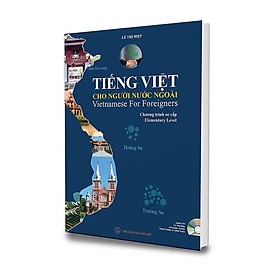 LÊ THỊ HIỆP
TIẾNG VIỆT
CHO NGƯỜI NƯỚC NGOÀI
Vietnamese For Foreigners
Chương trình sơ cấp
Elementary Level
Hoàng Sa
Trường Sa